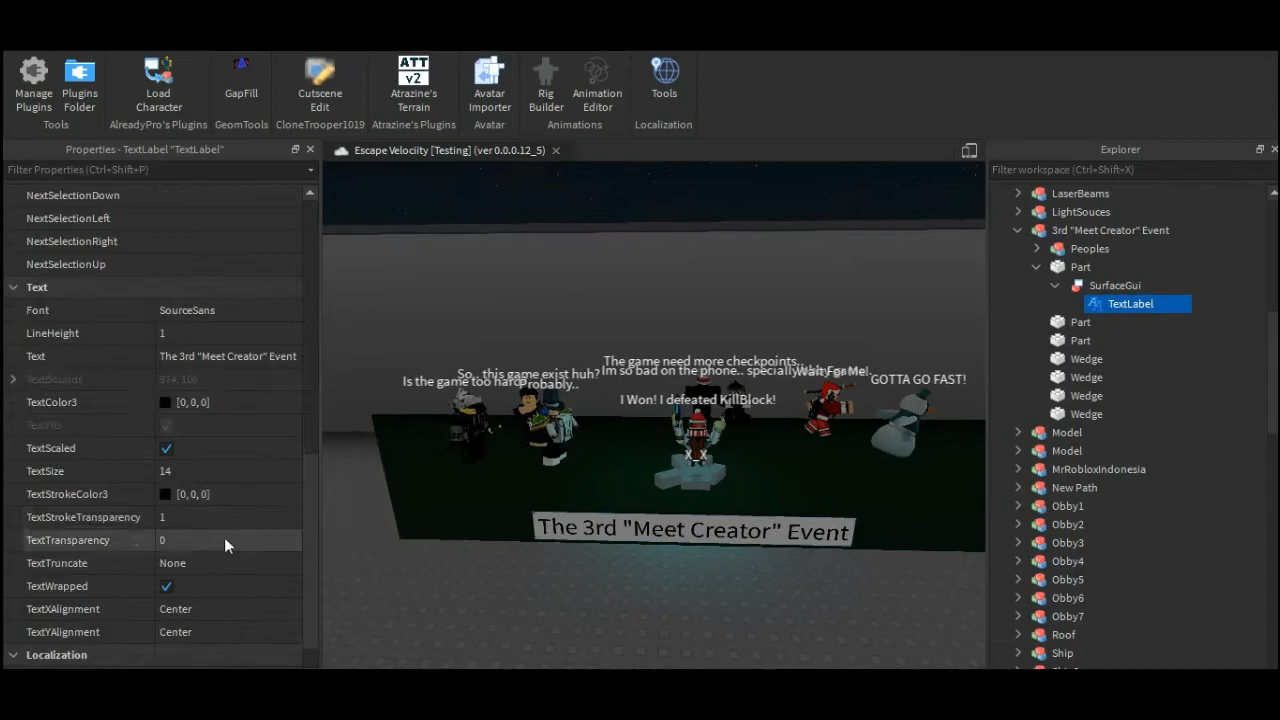 Manage Plugins
Plugins Folder
Load Character
GapFill
Cutscene Edit
ATT v2
Atrazine's Terrain
Avatar Importer
Rig Builder
Animation Editor
Tools
Tools
AlreadyPro's Plugins
GeomTools
CloneTrooper1019
Atrazine's Plugins
Avatar
Animations
Localization
Properties - TextLabel "TextLabel"
Filter Properties (Ctrl+Shift+P)
NextSelectionDown
NextSelectionLeft
NextSelectionRight
NextSelectionUp
Text
Font SourceSans
LineHeight 1
Text The 3rd "Meet Creator" Event
TextBounds 974, 100
TextColor3 [0, 0, 0]
TextFits
TextScaled
TextSize 14
TextStrokeColor3 [0, 0, 0]
TextStrokeTransparency 1
TextTransparency 0
TextTruncate None
TextWrapped
TextXAlignment Center
TextYAlignment Center
Localization
Escape Velociity [Testing] (ver 0.0.0.12_5)
The game need more checkpoints..
So.. this game exist huh?
Im so bad on the phone.. specially
Wait For Me!
Is the game too hard?
Probably..
GOTTA GO FAST!
I Won! I defeated KillBlock!
X_X
The 3rd "Meet Creator" Event
Explorer
Filter workspace (Ctrl+Shift+X)
LaserBeams
LightSouces
3rd "Meet Creator" Event
Peoples
Part
SurfaceGui
TextLabel
Part
Part
Wedge
Wedge
Wedge
Wedge
Model
Model
MrRobloxIndonesia
New Path
Obby1
Obby2
Obby3
Obby4
Obby5
Obby6
Obby7
Roof
Ship